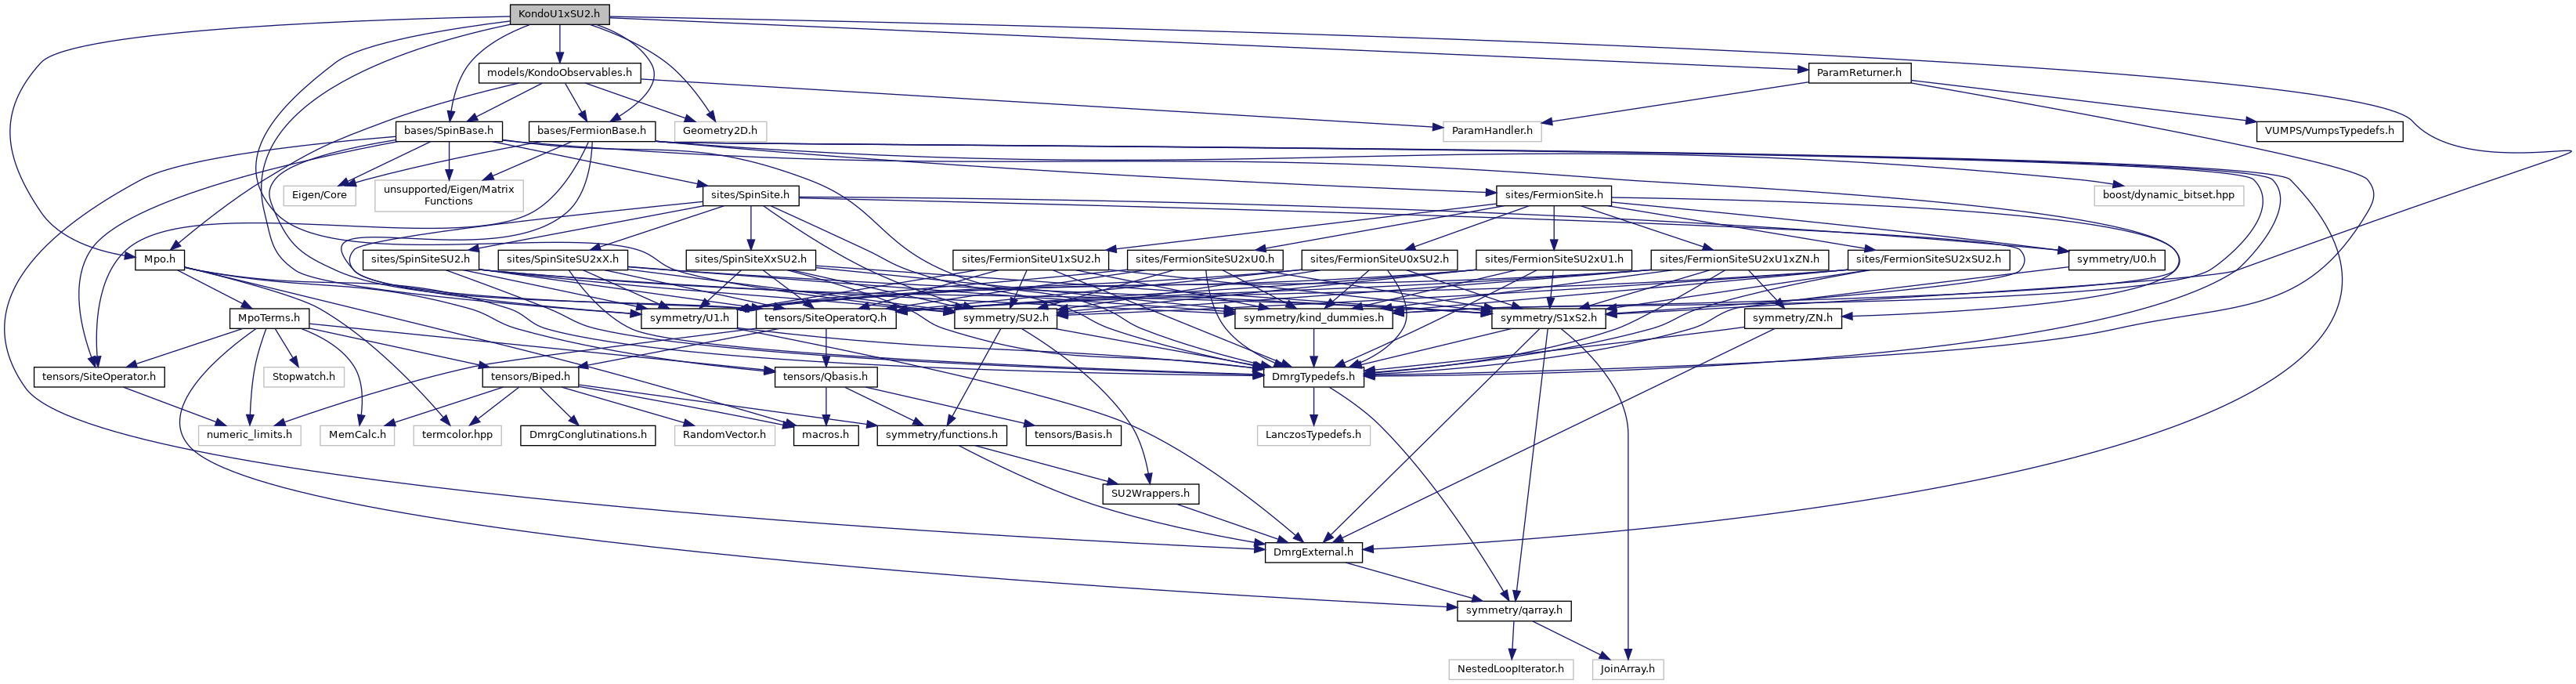 KondoU1xSU2.h
models/KondoObservables.h
ParamReturner.h
bases/SpinBase.h
bases/FermionBase.h
Geometry2D.h
ParamHandler.h
VUMPS/VumpsTypedefs.h
Eigen/Core
unsupported/Eigen/Matrix
Functions
sites/SpinSite.h
sites/FermionSite.h
boost/dynamic_bitset.hpp
Mpo.h
sites/SpinSiteSU2.h
sites/SpinSiteSU2xX.h
sites/SpinSiteXxSU2.h
sites/FermionSiteU1xSU2.h
sites/FermionSiteSU2xU0.h
sites/FermionSiteU0xSU2.h
sites/FermionSiteSU2xU1.h
sites/FermionSiteSU2xU1xZN.h
sites/FermionSiteSU2xSU2.h
symmetry/U0.h
MpoTerms.h
symmetry/U1.h
tensors/SiteOperatorQ.h
symmetry/SU2.h
symmetry/kind_dummies.h
symmetry/S1xS2.h
symmetry/ZN.h
tensors/SiteOperator.h
Stopwatch.h
tensors/Biped.h
tensors/Qbasis.h
DmrgTypedefs.h
numeric_limits.h
MemCalc.h
termcolor.hpp
DmrgConglutinations.h
RandomVector.h
macros.h
symmetry/functions.h
tensors/Basis.h
LanczosTypedefs.h
SU2Wrappers.h
DmrgExternal.h
symmetry/qarray.h
NestedLoopIterator.h
JoinArray.h